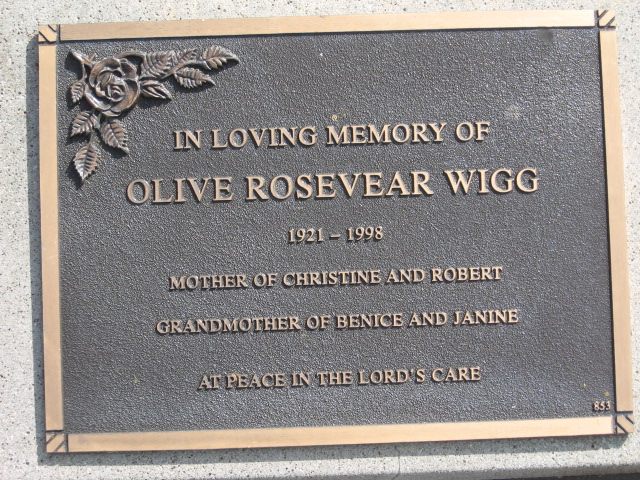 IN LOVING MEMORY OF
OLIVE ROSEVEAR WIGG
1921 – 1998
MOTHER OF CHRISTINE AND ROBERT
GRANDMOTHER OF BENICE AND JANINE
AT PEACE IN THE LORD'S CARE
853